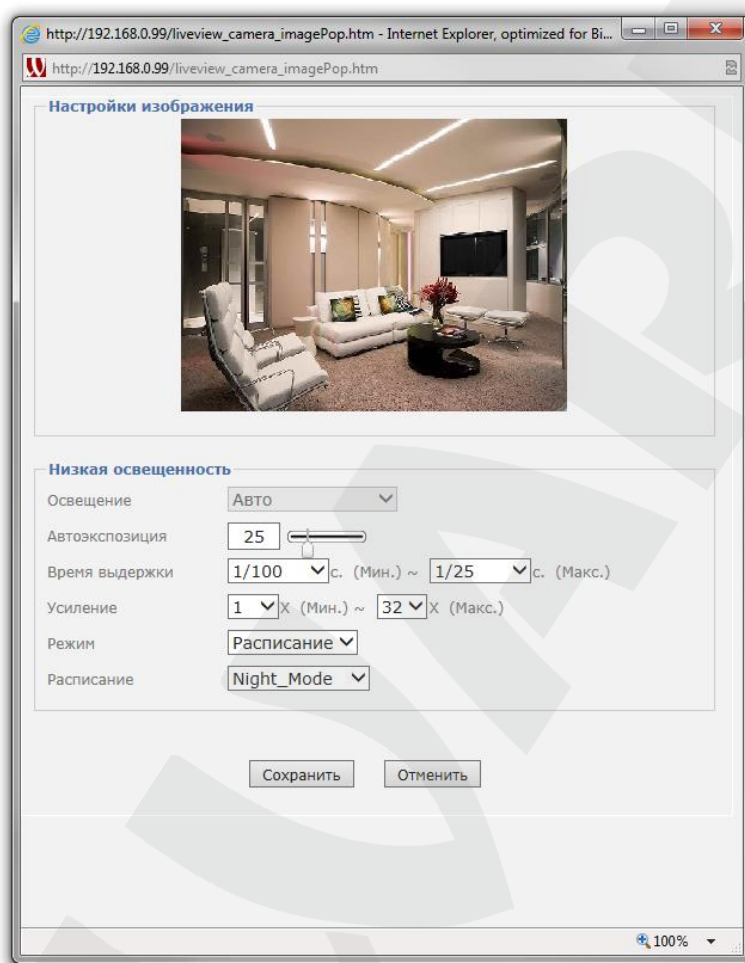 http://192.168.0.99/liveview_camera_imagePop.htm - Internet Explorer, optimized for Bi...
http://192.168.0.99/liveview_camera_imagePop.htm
Настройки изображения
Низкая освещенность
Освещение Авто
Автоэкспозиция 25
Время выдержки 1/100 с. (Мин.) ~ 1/25 с. (Макс.)
Усиление 1 X (Мин.) ~ 32 X (Макс.)
Режим Расписание
Расписание Night_Mode
Сохранить Отменить
100%